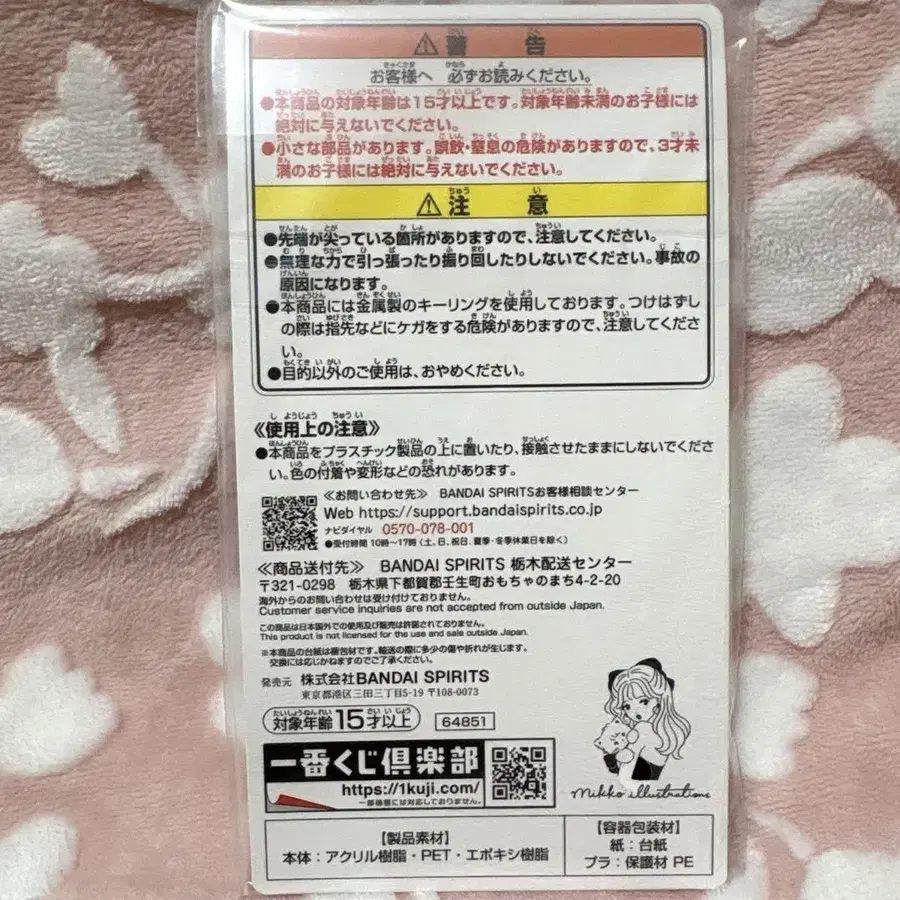 ⚠警告
お客様へ 必ずお読みください。
●本商品の対象年齢は15才以上です。対象年齢未満のお子様には
絶対に与えないでください。
●小さな部品があります。誤飲・窒息の危険がありますので、3才未
満のお子様には絶対に与えないでください。
⚠注意
●先端が尖っている箇所がありますので、注意してください。
●無理な力で引っ張ったり振り回したりしないでください。事故の
原因になります。
●本商品には金属製のキーリングを使用しております。つけはずし
の際は指先などにケガをする危険がありますので、注意してくださ
い。
●目的以外のご使用は、おやめください。
《使用上の注意》
●本商品をプラスチック製品の上に置いたり、接触させたままにしないでくだ
さい。色の付着や変形などの恐れがあります。
≪お問い合わせ先≫ BANDAI SPIRITSお客様相談センター
Web https://support.bandaispirits.co.jp
ナビダイヤル 0570-078-001
●受付時間 10時〜17時 (土、日、祝日、夏季・冬季休業日を除く)
≪商品送付先≫ BANDAI SPIRITS 栃木配送センター
〒321-0298 栃木県下都賀郡壬生町おもちゃのまち4-2-20
海外からのお問い合わせは受け付けておりません。
Customer service inquiries are not accepted from outside Japan.
この商品は日本国外での使用及び販売は許諾されておりません。
This product is not licensed for the use and sale outside Japan.
※本商品の台紙は梱包材です。輸送の際に多少の傷や折れが生じます。
交換には応じかねますのでご了承ください。
発売元 株式会社BANDAI SPIRITS
東京都港区三田三丁目5-19 〒108-0073
対象年齢15才以上 64851
一番くじ倶楽部
https://1kuji.com/
一部機種には対応しておりません。
mikko illustrations
【製品素材】
本体:アクリル樹脂・PET・エポキシ樹脂
【容器包装材】
紙:台紙
プラ:保護材 PE